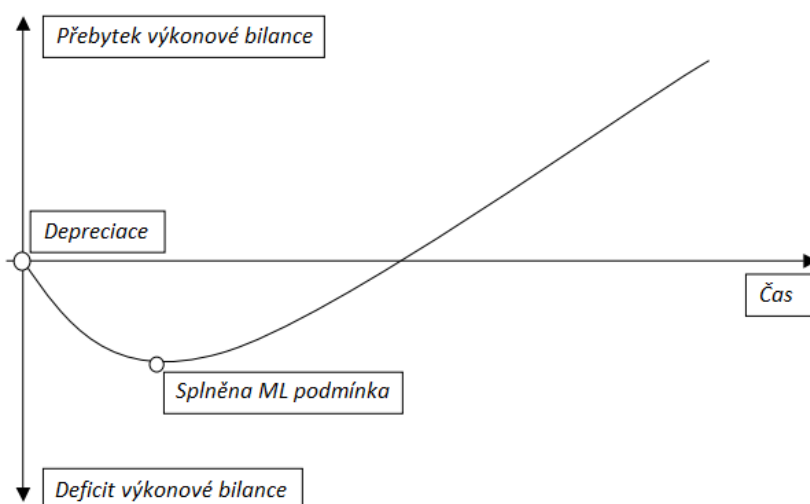 Přebytek výkonové bilance
Depreciace
Čas
Splněna ML podmínka
Deficit výkonové bilance